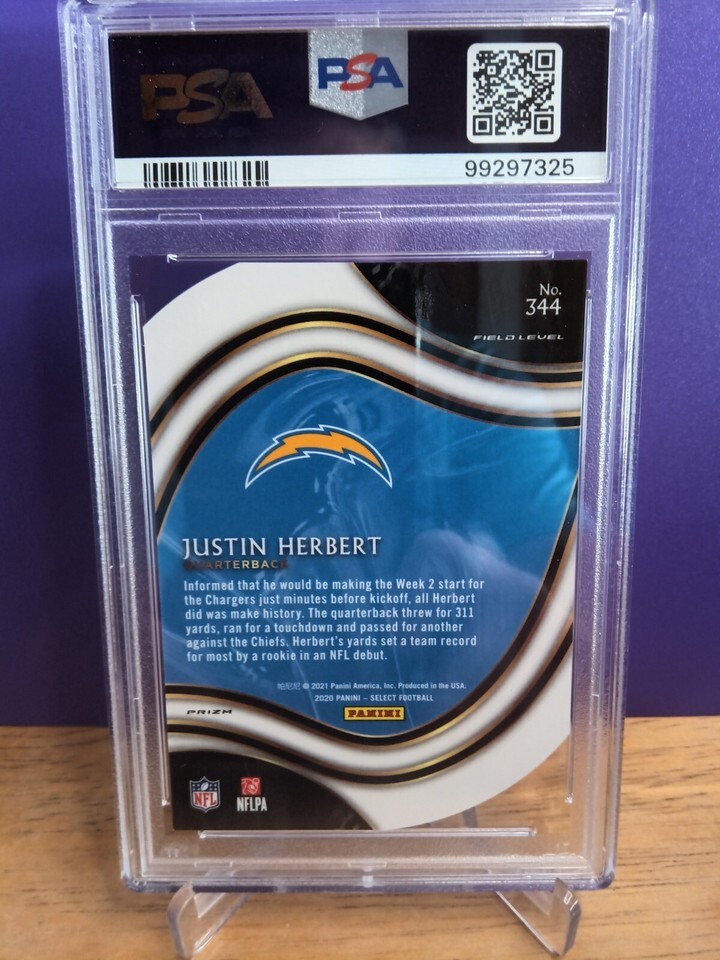 PSA
PSA
99297325
No.
344
FIELD LEVEL
JUSTIN HERBERT
QUARTERBACK
Informed that he would be making the Week 2 start for
the Chargers just minutes before kickoff, all Herbert
did was make history. The quarterback threw for 311
yards, ran for a touchdown and passed for another
against the Chiefs. Herbert's yards set a team record
for most by a rookie in an NFL debut.
帕尼尼 © 2021 Panini America, Inc. Produced in the USA.
2020 PANINI – SELECT FOOTBALL
PANINI
PRIZM
NFL
NFLPA